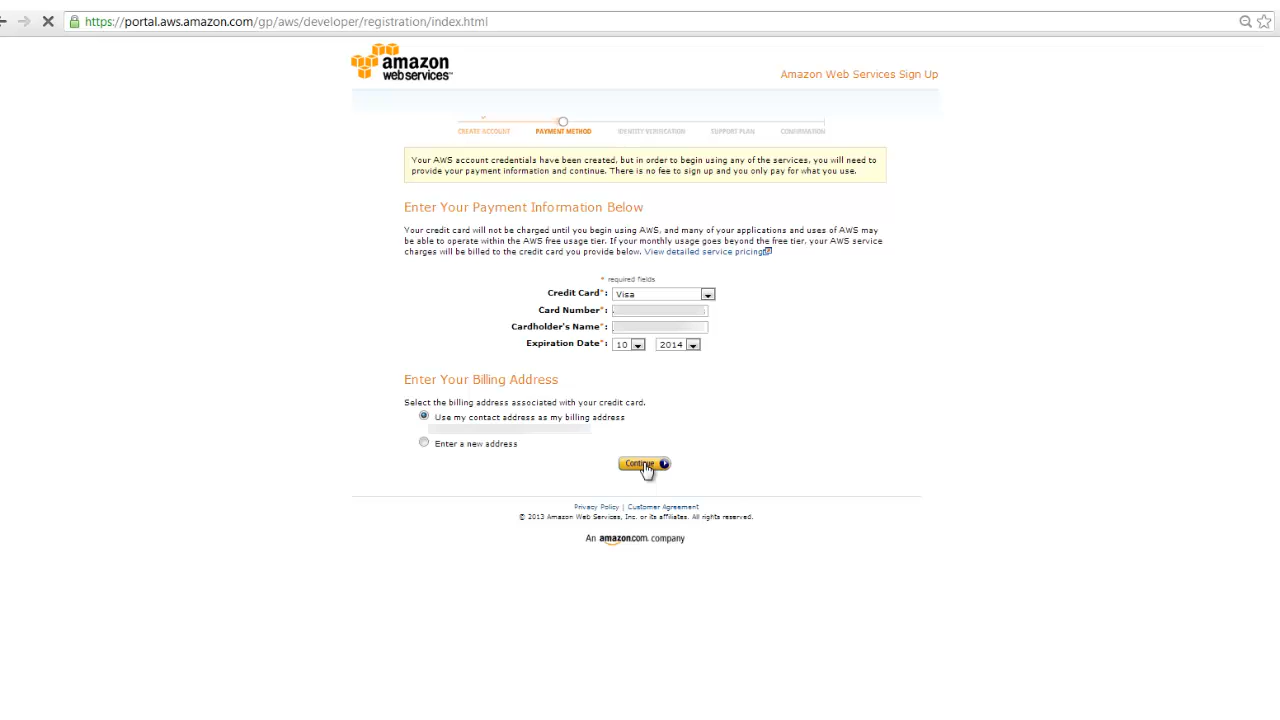 https://portal.aws.amazon.com/gp/aws/developer/registration/index.html
amazon
web services™
Amazon Web Services Sign Up
CREATE ACCOUNT PAYMENT METHOD IDENTITY VERIFICATION SUPPORT PLAN CONFIRMATION
Your AWS account credentials have been created, but in order to begin using any of the services, you will need to
provide your payment information and continue. There is no fee to sign up and you only pay for what you use.
Enter Your Payment Information Below
Your credit card will not be charged until you begin using AWS, and many of your applications and uses of AWS may
be able to operate within the AWS free usage tier. If your monthly usage goes beyond the free tier, your AWS service
charges will be billed to the credit card you provide below. View detailed service pricing
* required fields
Credit Card*: Visa
Card Number*:
Cardholder's Name*:
Expiration Date*: 10 2014
Enter Your Billing Address
Select the billing address associated with your credit card.
Use my contact address as my billing address
Enter a new address
Continue
Privacy Policy | Customer Agreement
© 2013 Amazon Web Services, Inc. or its affiliates. All rights reserved.
An amazon.com company